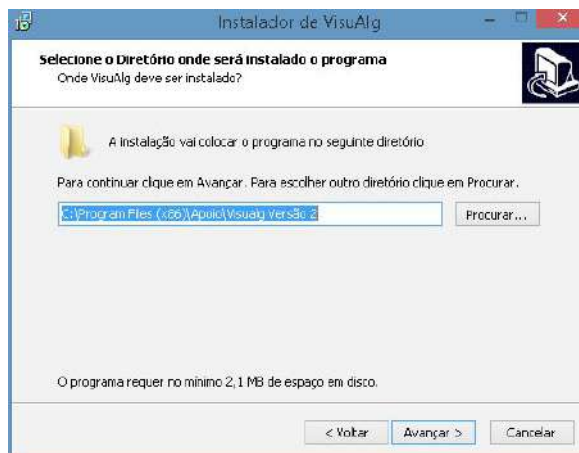 Instalador de VisuAlg
Selecione o Diretório onde será instalado o programa
Onde VisuAlg deve ser instalado?
A instalação vai colocar o programa no seguinte diretório
Para continuar clique em Avançar. Para escolher outro diretório clique em Procurar.
C:\Program Files (x86)\Apoio\Visualg Versão 2
Procurar...
O programa requer no mínimo 2,1 MB de espaço em disco.
< Voltar
Avançar >
Cancelar